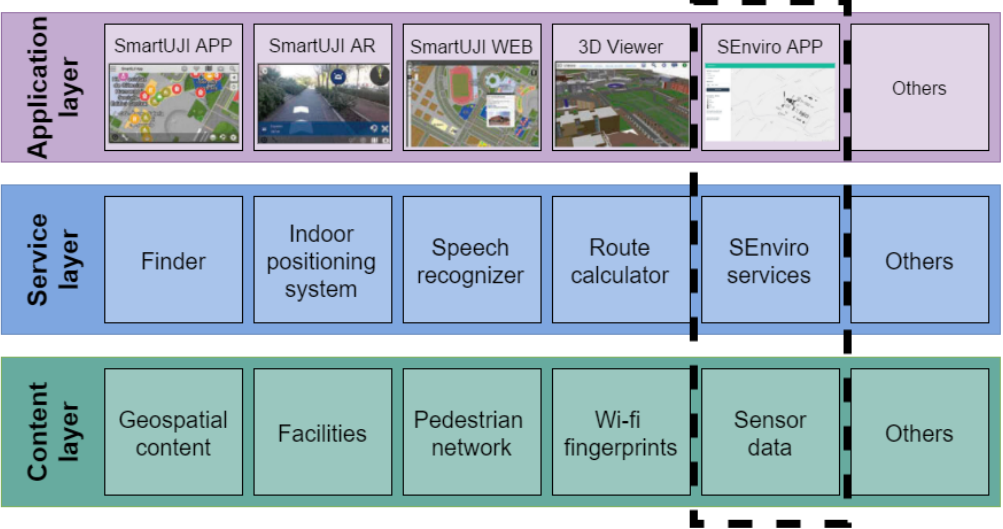 Application
layer
SmartUJI APP
SmartUJI AR
SmartUJI WEB
3D Viewer
SEnviro APP
Others
Service
layer
Finder
Indoor
positioning
system
Speech
recognizer
Route
calculator
SEnviro
services
Others
Content
layer
Geospatial
content
Facilities
Pedestrian
network
Wi-fi
fingerprints
Sensor
data
Others